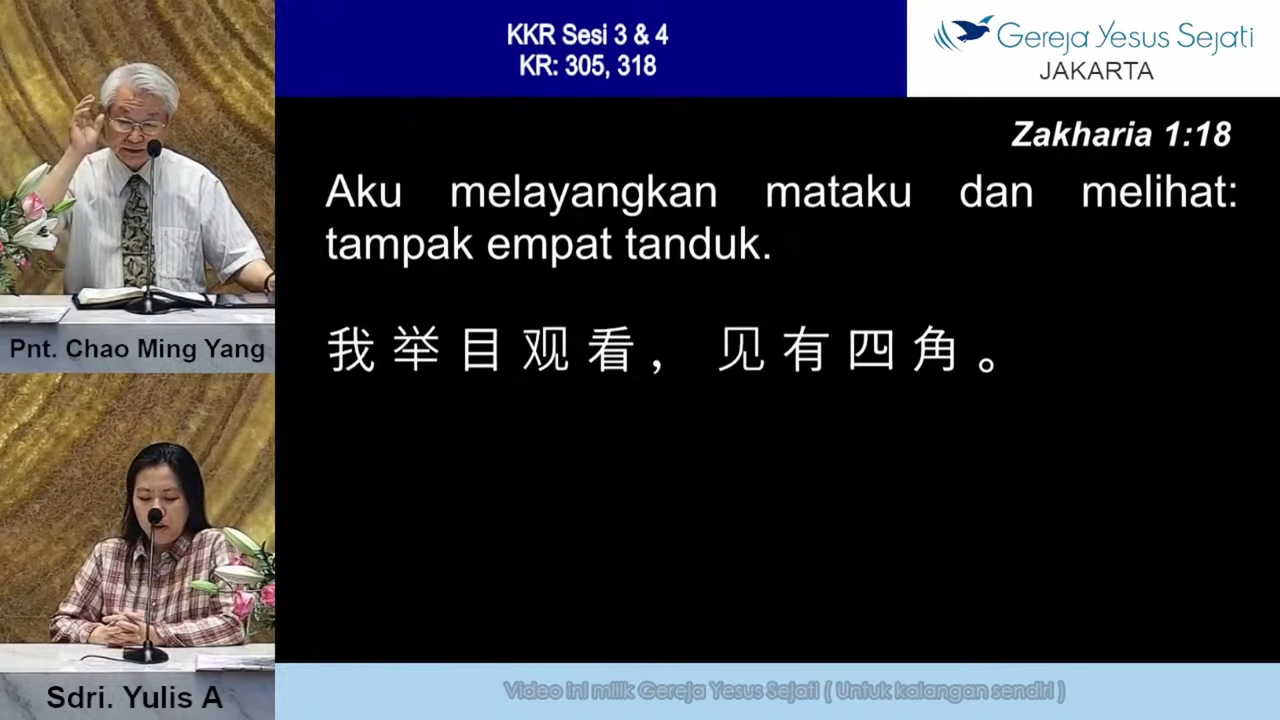 KKR Sesi 3 & 4
KR: 305, 318
Gereja Yesus Sejati
JAKARTA
Zakharia 1:18
Aku melayangkan mataku dan melihat:
tampak empat tanduk.
我举目观看，见有四角。
Pnt. Chao Ming Yang
Sdri. Yulis A
Video ini milik Gereja Yesus Sejati ( Untuk kalangan sendiri )